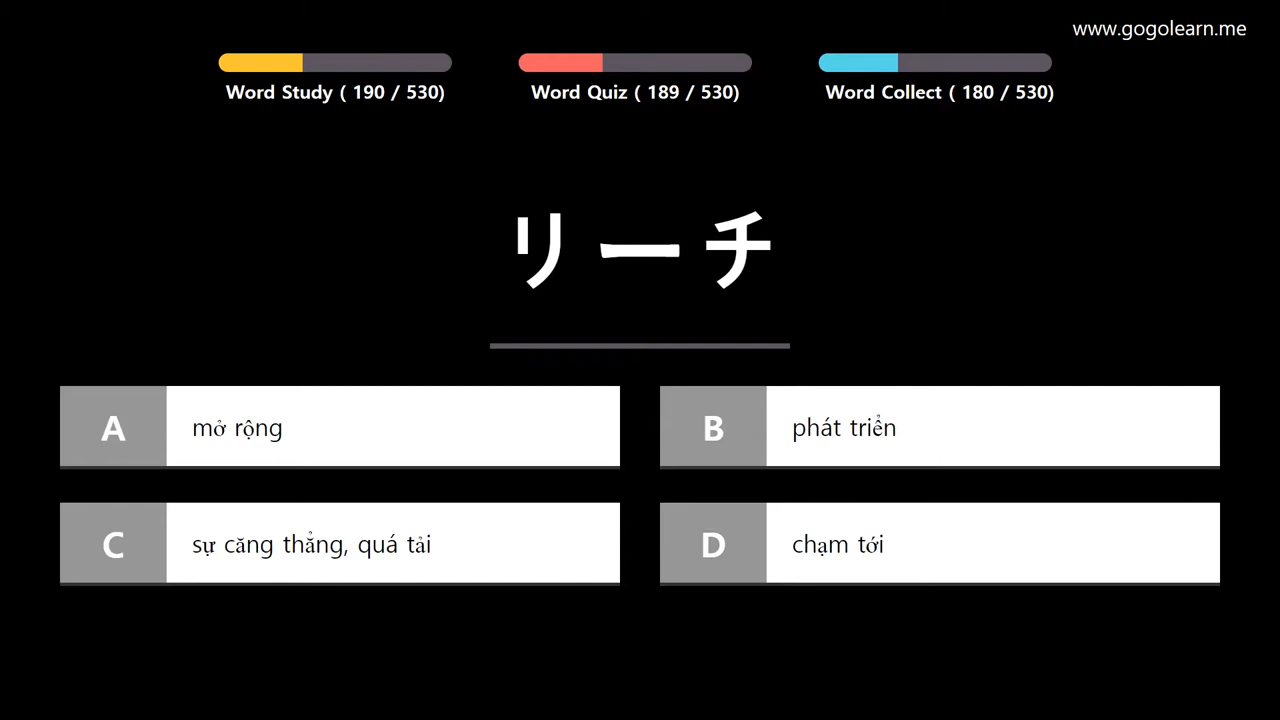 www.gogolearn.me
Word Study ( 190 / 530)
Word Quiz ( 189 / 530)
Word Collect ( 180 / 530)
リーチ
A mở rộng
B phát triển
C sự căng thẳng, quá tải
D chạm tới